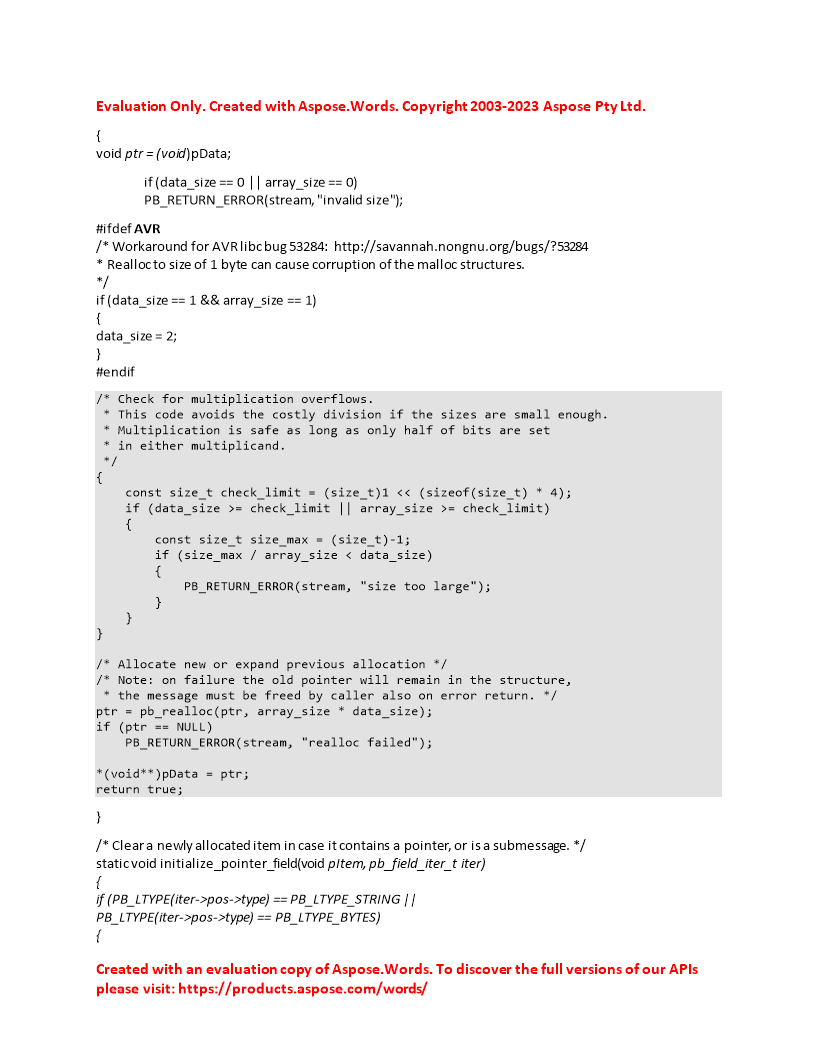 Evaluation Only. Created with Aspose.Words. Copyright 2003-2023 Aspose Pty Ltd.
{
void ptr = (void)pData;
if (data_size == 0 || array_size == 0)
PB_RETURN_ERROR(stream, "invalid size");
#ifdef AVR
/* Workaround for AVR libc bug 53284: http://savannah.nongnu.org/bugs/?53284
* Realloc to size of 1 byte can cause corruption of the malloc structures.
*/
if (data_size == 1 && array_size == 1)
{
data_size = 2;
}
#endif
/* Check for multiplication overflows.
 * This code avoids the costly division if the sizes are small enough.
 * Multiplication is safe as long as only half of bits are set
 * in either multiplicand.
 */
{
    const size_t check_limit = (size_t)1 << (sizeof(size_t) * 4);
    if (data_size >= check_limit || array_size >= check_limit)
    {
        const size_t size_max = (size_t)-1;
        if (size_max / array_size < data_size)
        {
            PB_RETURN_ERROR(stream, "size too large");
        }
    }
}
/* Allocate new or expand previous allocation */
/* Note: on failure the old pointer will remain in the structure,
 * the message must be freed by caller also on error return. */
ptr = pb_realloc(ptr, array_size * data_size);
if (ptr == NULL)
    PB_RETURN_ERROR(stream, "realloc failed");
*(void**)pData = ptr;
return true;
}
/* Clear a newly allocated item in case it contains a pointer, or is a submessage. */
static void initialize_pointer_field(void pItem, pb_field_iter_t iter)
{
if (PB_LTYPE(iter->pos->type) == PB_LTYPE_STRING ||
PB_LTYPE(iter->pos->type) == PB_LTYPE_BYTES)
{
Created with an evaluation copy of Aspose.Words. To discover the full versions of our APIs
please visit: https://products.aspose.com/words/